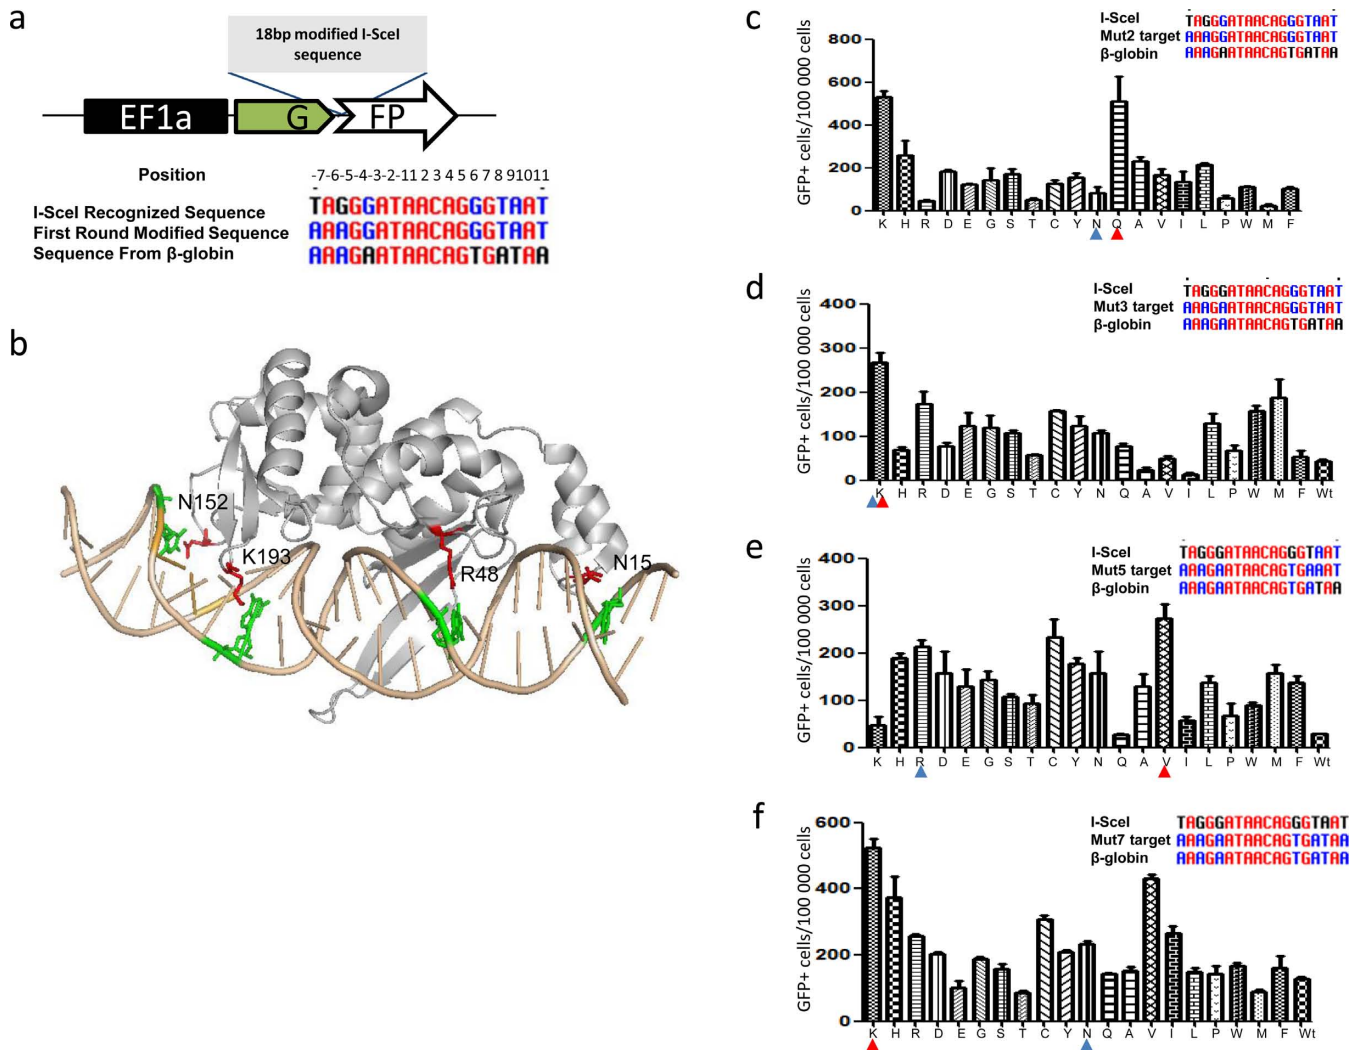 a
18bp modified I-SceI
sequence
EF1a
G
FP
Position
-7-6-5-4-3-2-11 2 3 4 5 6 7 8 91011
I-SceI Recognized Sequence
TAGGGATAACAGGGTAAT
First Round Modified Sequence
AAAGGATAACAGGGTAAT
Sequence From β-globin
AAAGAATAACAGTGATAA
b
N152
K193
R48
N15
c
I-SceI
TAGGGATAACAGGGTAAT
Mut2 target
AAAGGATAACAGGGTAAT
β-globin
AAAGAATAACAGTGATAA
GFP+ cells/100 000 cells
800
600
400
200
0
K H R D E G S T C Y N Q A V I L P W M F
d
I-SceI
TAGGGATAACAGGGTAAT
Mut3 target
AAAGAATAACAGGGTAAT
β-globin
AAAGAATAACAGTGATAA
GFP+ cells/100 000 cells
400
300
200
100
0
K H R D E G S T C Y N Q A V I L P W M F Wt
e
I-SceI
TAGGGATAACAGGGTAAT
Mut5 target
AAAGAATAACAGTGAAAT
β-globin
AAAGAATAACAGTGATAA
GFP+ cells/100 000 cells
400
300
200
100
0
K H R D E G S T C Y N Q A V I L P W M F Wt
f
I-SceI
TAGGGATAACAGGGTAAT
Mut7 target
AAAGAATAACAGTGATAA
β-globin
AAAGAATAACAGTGATAA
GFP+ cells/100 000 cells
600
400
200
0
K H R D E G S T C Y N Q A V I L P W M F Wt